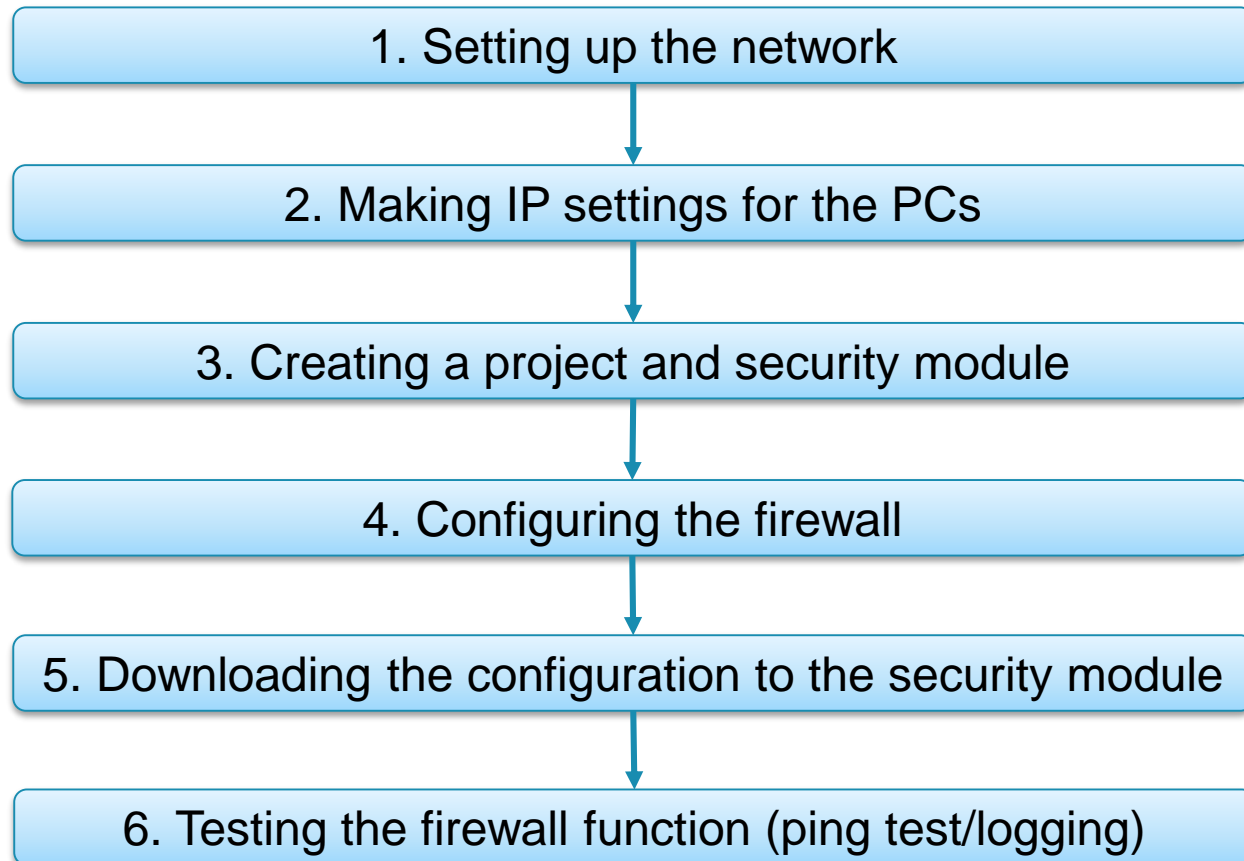 1. Setting up the network
2. Making IP settings for the PCs
3. Creating a project and security module
4. Configuring the firewall
5. Downloading the configuration to the security module
6. Testing the firewall function (ping test/logging)